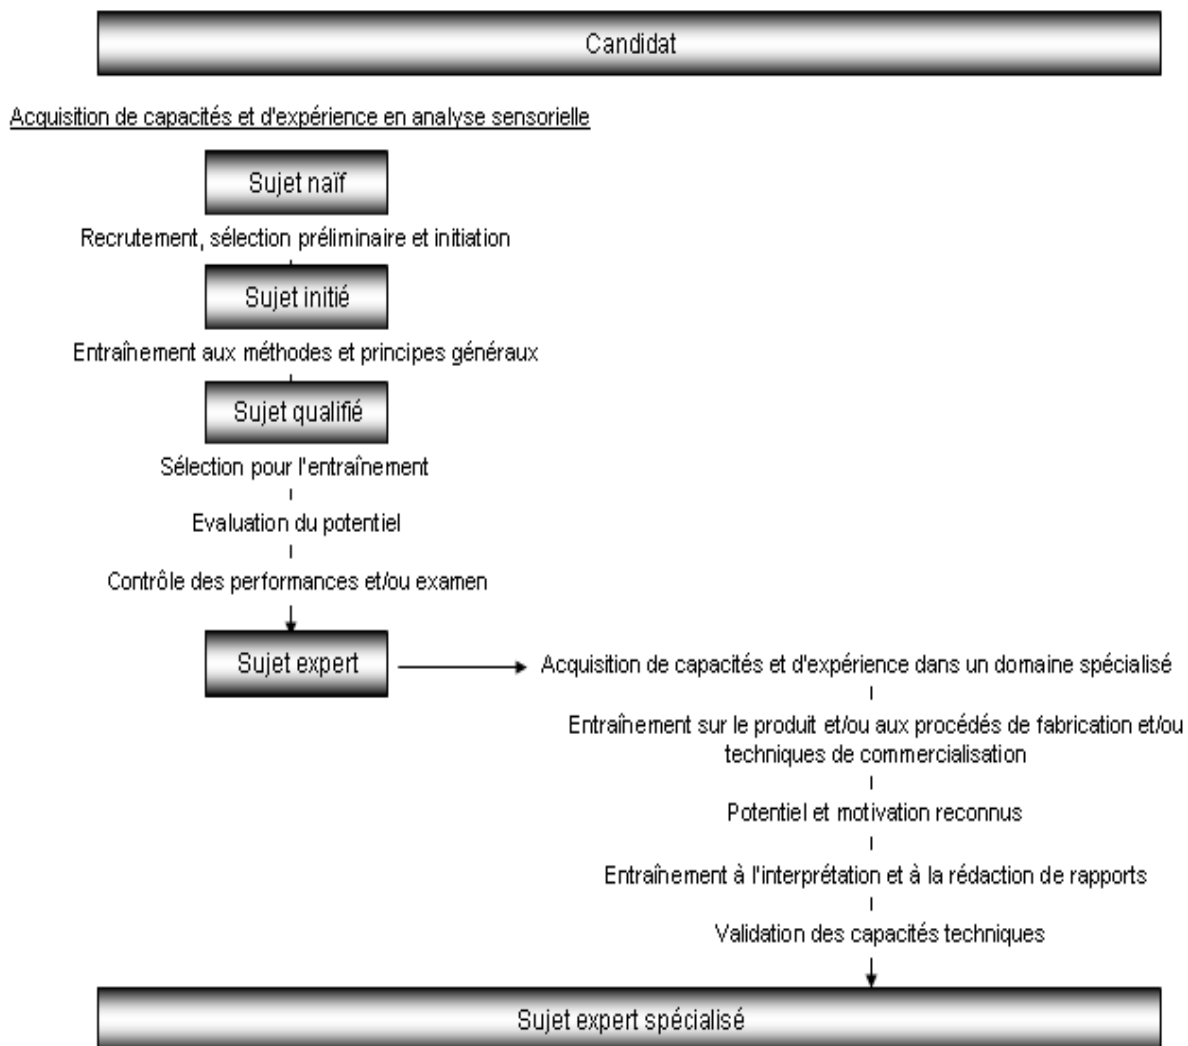 Candidat
Acquisition de capacités et d'expérience en analyse sensorielle
Sujet naïf
Recrutement, sélection préliminaire et initiation
Sujet initié
Entraînement aux méthodes et principes généraux
Sujet qualifié
Sélection pour l'entraînement
Evaluation du potentiel
Contrôle des performances et/ou examen
Sujet expert
Acquisition de capacités et d'expérience dans un domaine spécialisé
Entraînement sur le produit et/ou aux procédés de fabrication et/ou
techniques de commercialisation
Potentiel et motivation reconnus
Entraînement à l'interprétation et à la rédaction de rapports
Validation des capacités techniques
Sujet expert spécialisé